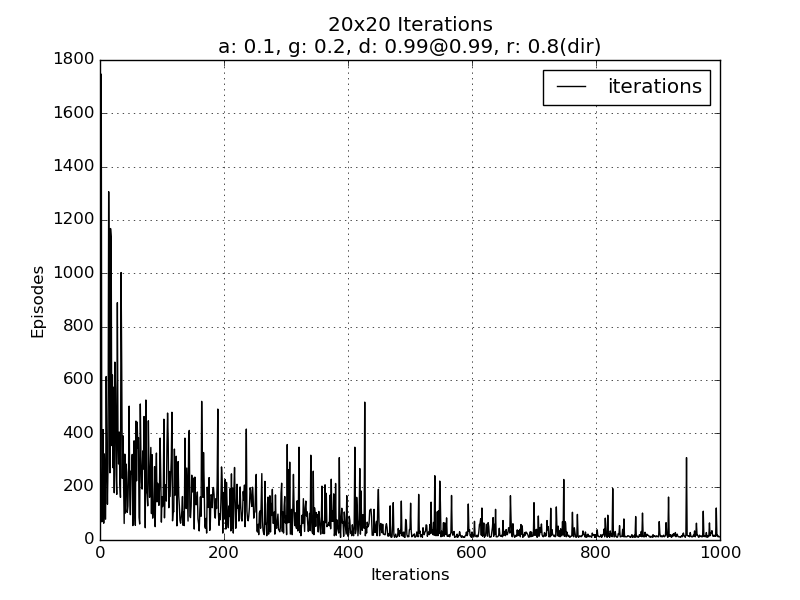 20x20 Iterations
a: 0.1, g: 0.2, d: 0.99@0.99, r: 0.8(dir)
iterations
1800
1600
1400
1200
1000
800
600
400
200
0
Episodes
0 200 400 600 800 1000
Iterations